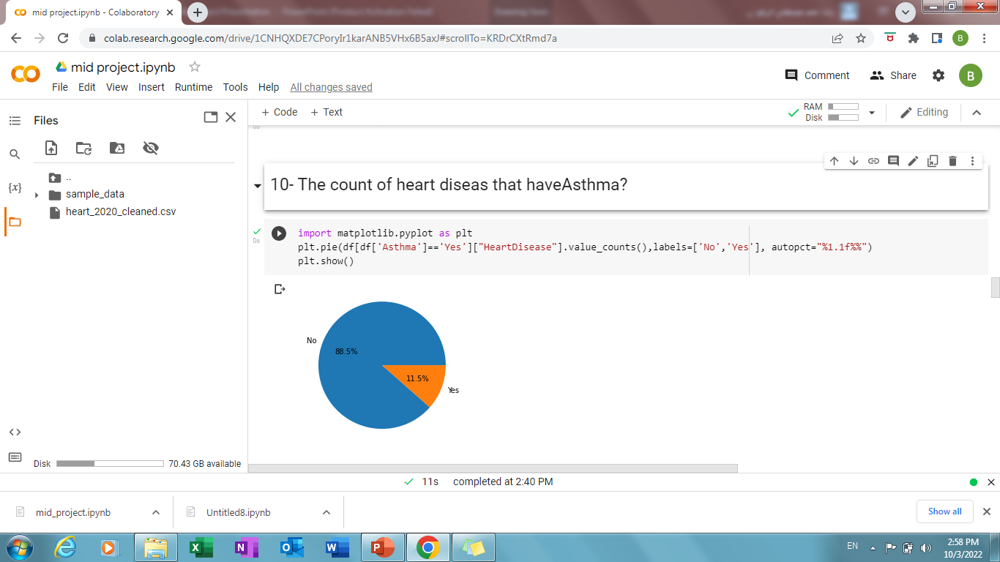 mid project.ipynb - Colaboratory
colab.research.google.com/drive/1CNHQXDE7CPoryIr1karANB5VHx6B5axJ#scrollTo=KRDrCXtRmd7a
B
mid project.ipynb
File Edit View Insert Runtime Tools Help All changes saved
Comment Share B
Files
+ Code + Text
RAM
Disk
Editing
0s
..
sample_data
heart_2020_cleaned.csv
{x}
10- The count of heart diseas that haveAsthma?
0s
import matplotlib.pyplot as plt
plt.pie(df[df['Asthma']=='Yes']["HeartDisease"].value_counts(),labels=['No','Yes'], autopct="%1.1f%%")
plt.show()
No
88.5%
11.5%
Yes
<>
Disk 70.43 GB available
11s completed at 2:40 PM
mid_project.ipynb
Untitled8.ipynb
Show all
EN
2:58 PM
10/3/2022